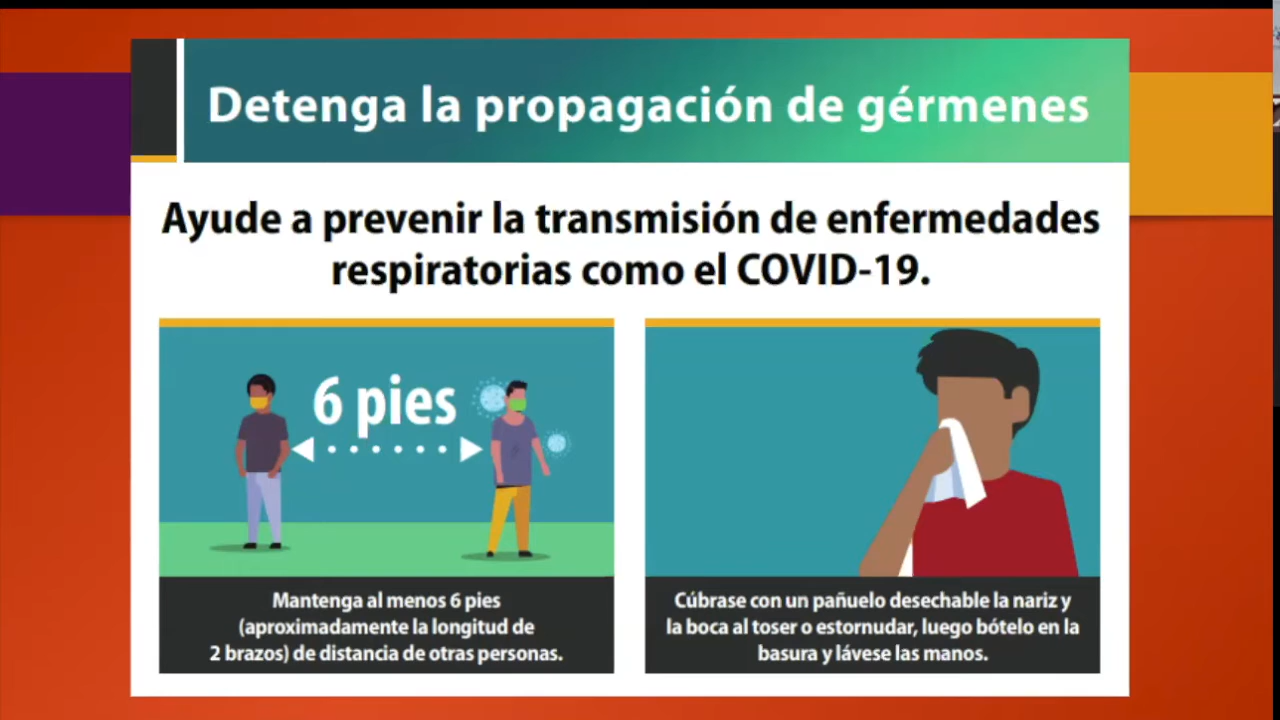 Detenga la propagación de gérmenes
Ayude a prevenir la transmisión de enfermedades
respiratorias como el COVID-19.
6 pies
Mantenga al menos 6 pies
(aproximadamente la longitud de
2 brazos) de distancia de otras personas.
Cúbrase con un pañuelo desechable la nariz y
la boca al toser o estornudar, luego bótelo en la
basura y lávese las manos.